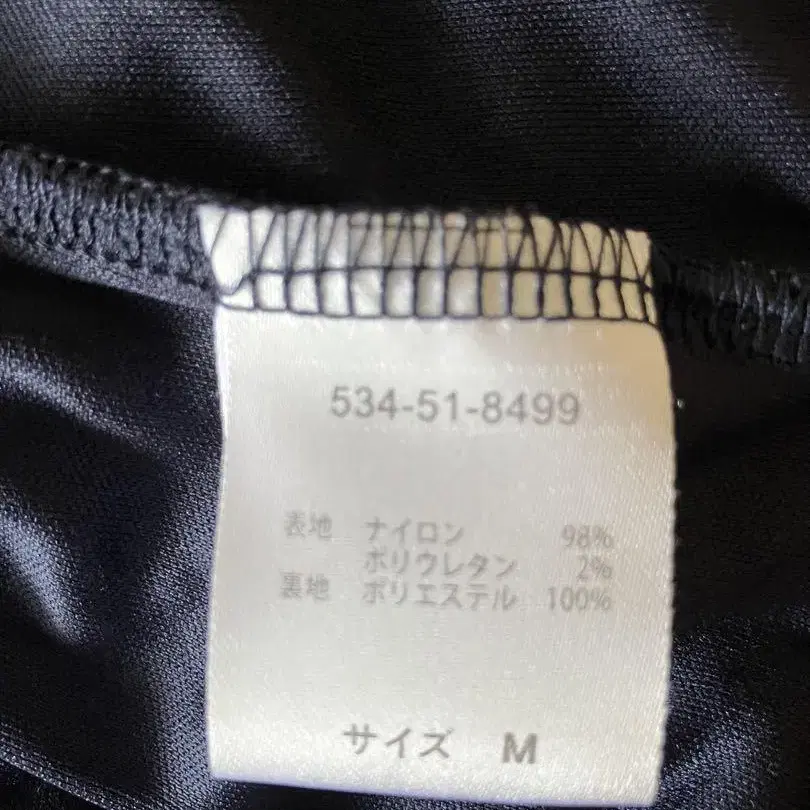 534-51-8499
表地 ナイロン 98%
ポリウレタン 2%
裏地 ポリエステル 100%
サイズ M